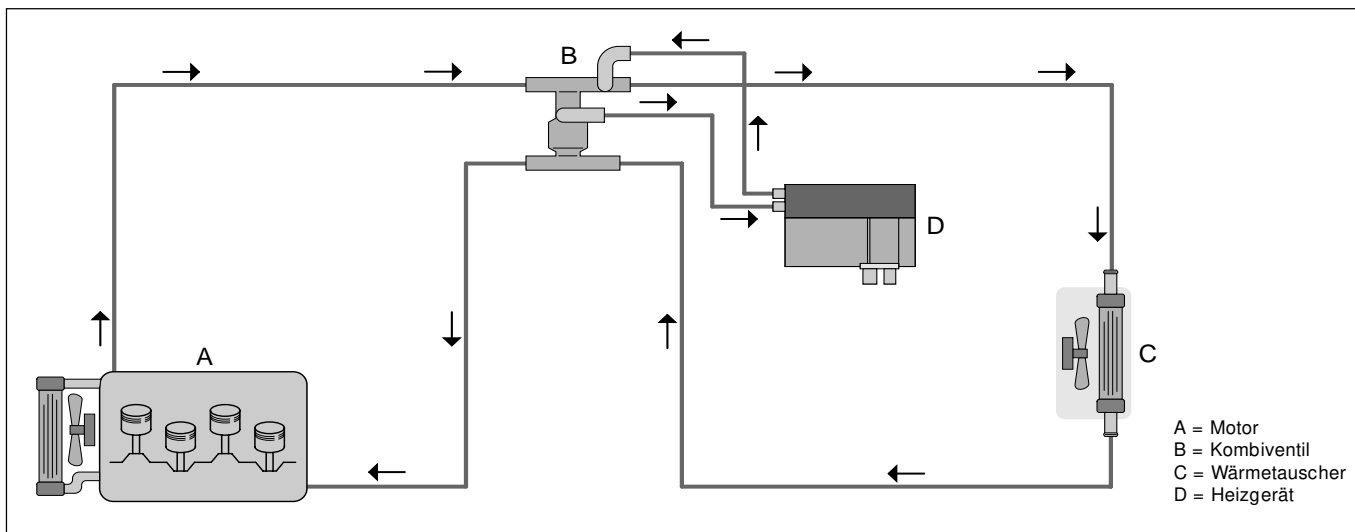 B
D
A
C
A = Motor
B = Kombiventil
C = Wärmetauscher
D = Heizgerät